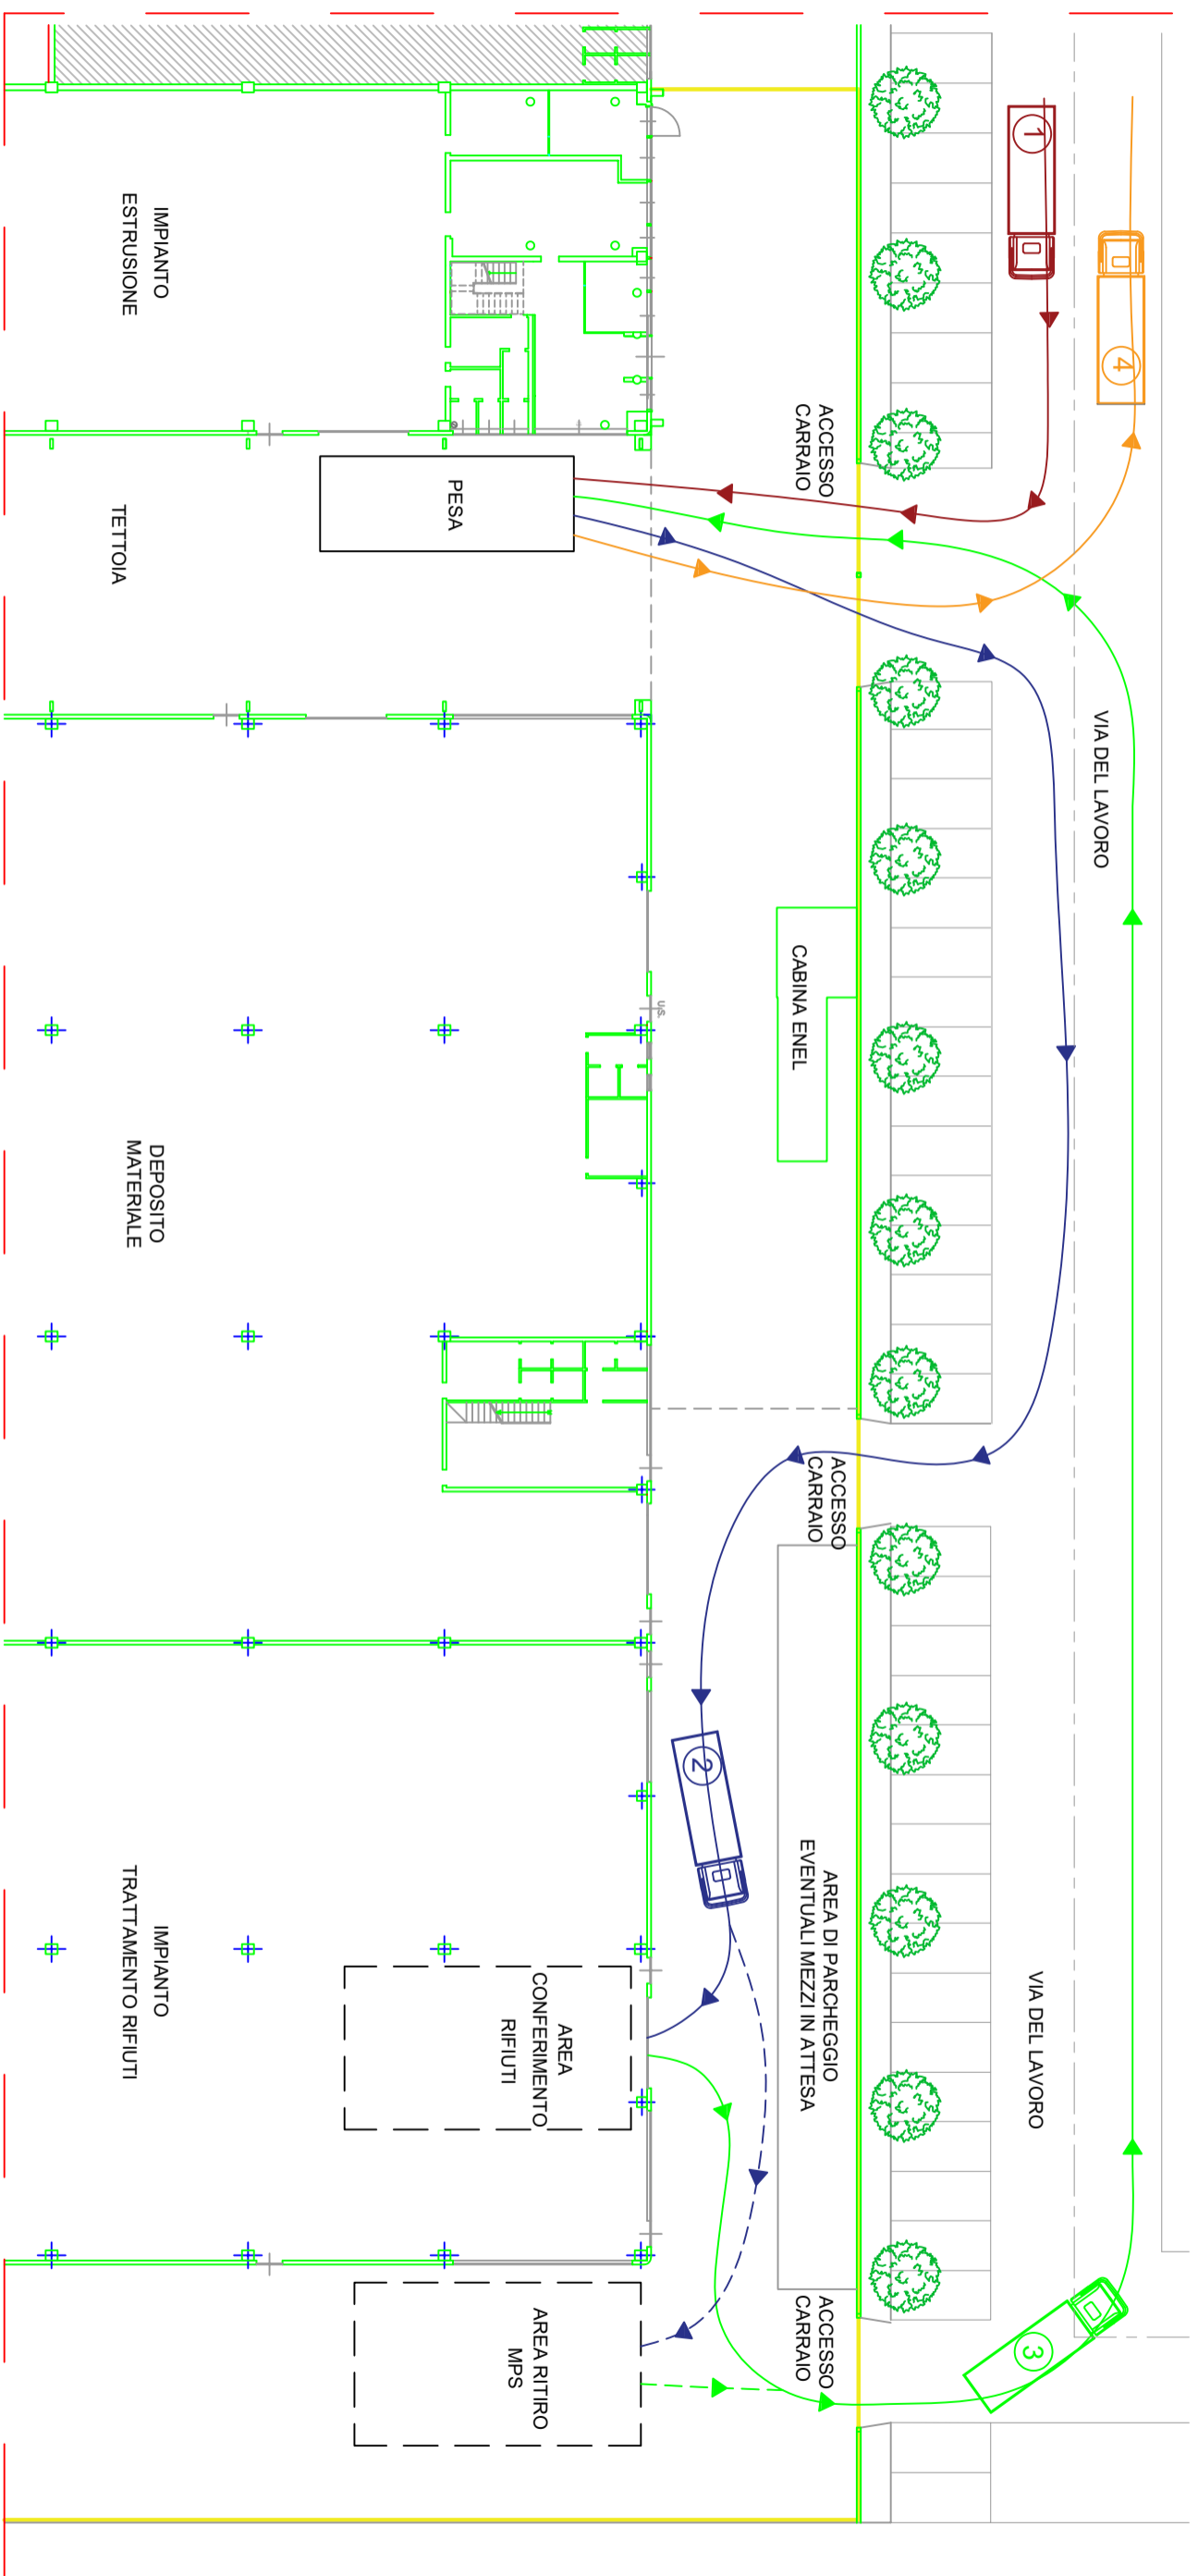 1
4
ACCESSO
CARRAIO
VIA DEL LAVORO
IMPIANTO
ESTRUSIONE
PESA
TETTOIA
CABINA ENEL
U.S.
DEPOSITO
MATERIALE
ACCESSO
CARRAIO
2
AREA DI PARCHEGGIO
EVENTUALI MEZZI IN ATTESA
VIA DEL LAVORO
IMPIANTO
TRATTAMENTO RIFIUTI
AREA
CONFERIMENTO
RIFIUTI
ACCESSO
CARRAIO
3
AREA RITIRO
MPS